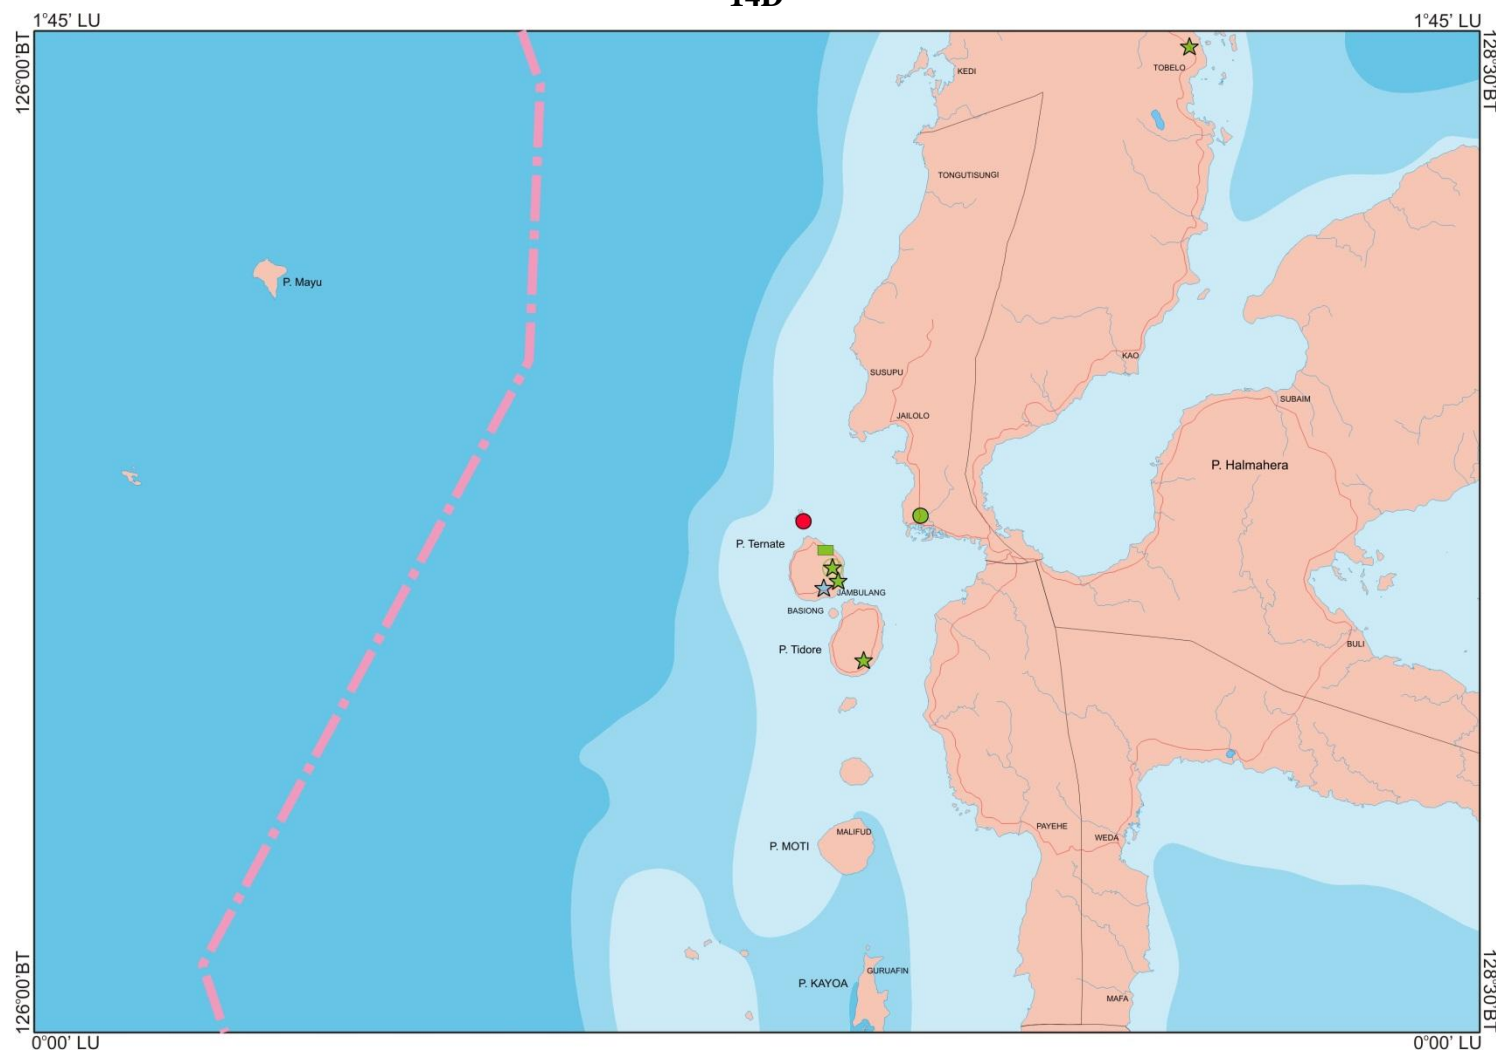 14D
1°45' LU
1°45' LU
126°00'BT
128°30'BT
KEDI
TOBELO
TONGUTISUNGI
P. Mayu
KAO
SUSUPU
SUBAIM
JAILOLO
P. Halmahera
P. Ternate
JAMBULANG
BASIONG
P. Tidore
BULI
PAYEHE
MALIFUD
WEDA
P. MOTI
GURUAFIN
P. KAYOA
MAFA
126°00'BT
128°30'BT
0°00' LU
0°00' LU